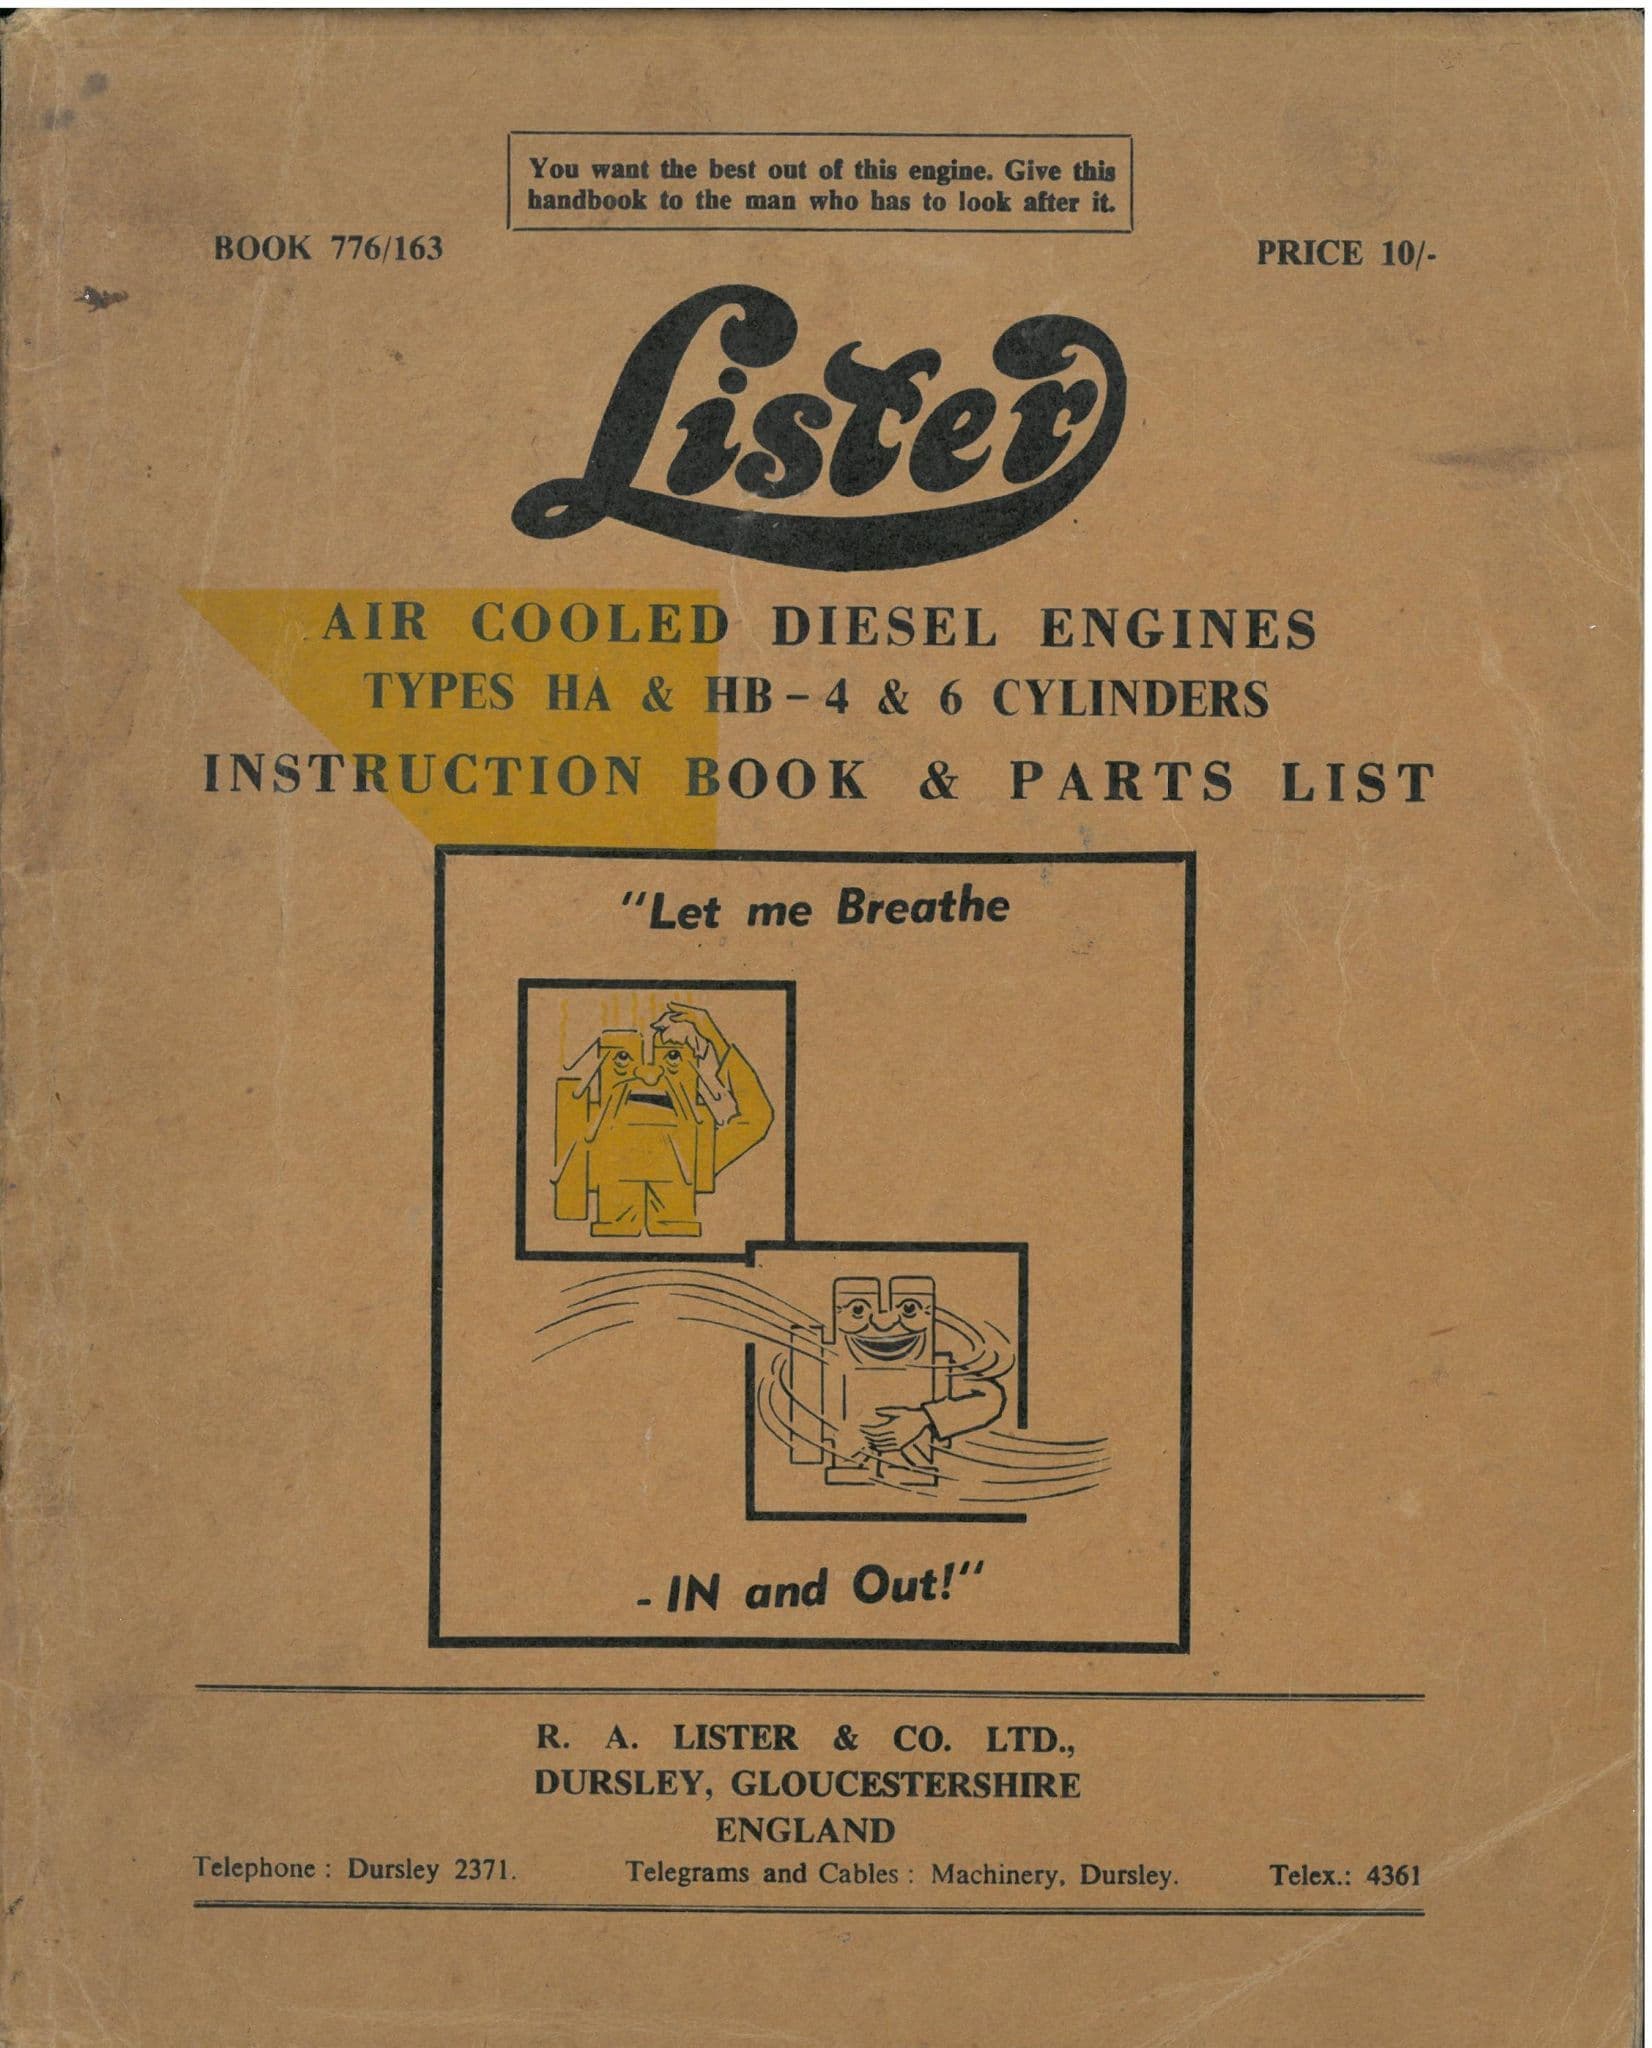 You want the best out of this engine. Give this
handbook to the man who has to look after it.
BOOK 776/163
PRICE 10/-
Lister
AIR COOLED DIESEL ENGINES
TYPES HA & HB - 4 & 6 CYLINDERS
INSTRUCTION BOOK & PARTS LIST
"Let me Breathe
- IN and Out!"
R. A. LISTER & CO. LTD.,
DURSLEY, GLOUCESTERSHIRE
ENGLAND
Telephone : Dursley 2371. Telegrams and Cables : Machinery, Dursley. Telex.: 4361